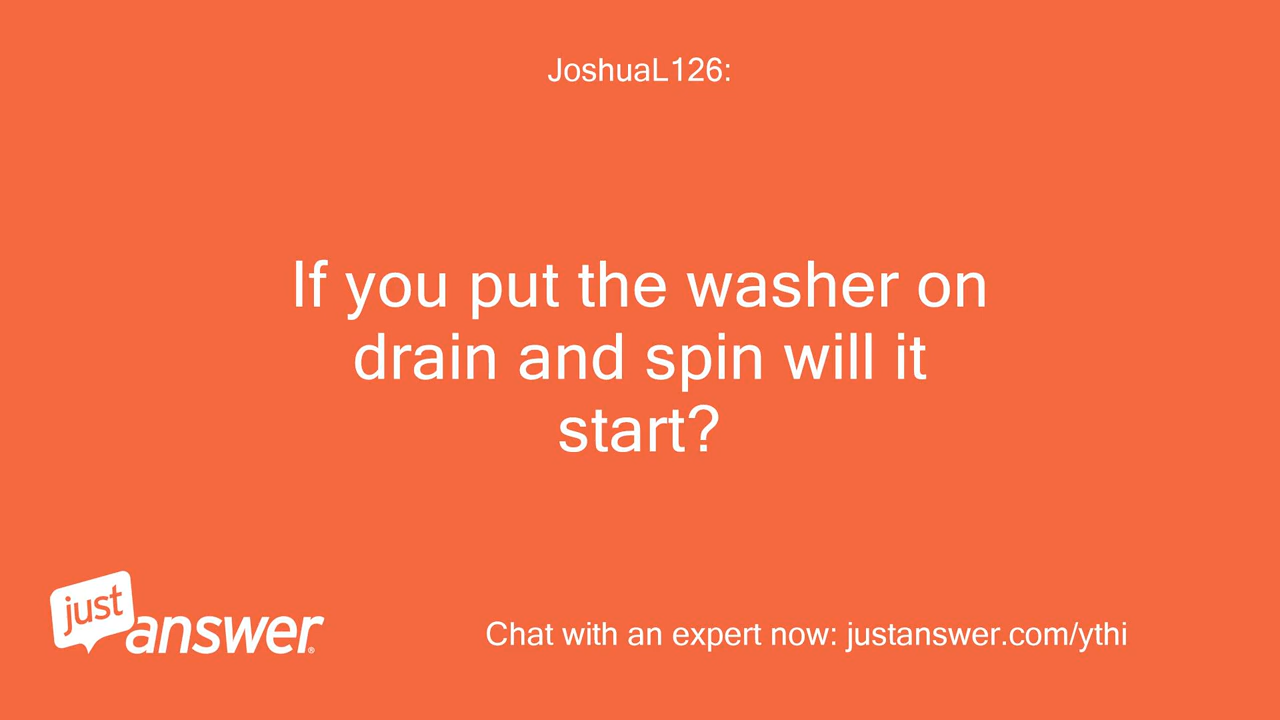 JoshuaL126:
If you put the washer on
drain and spin will it
start?
just
answer®
Chat with an expert now: justanswer.com/ythi